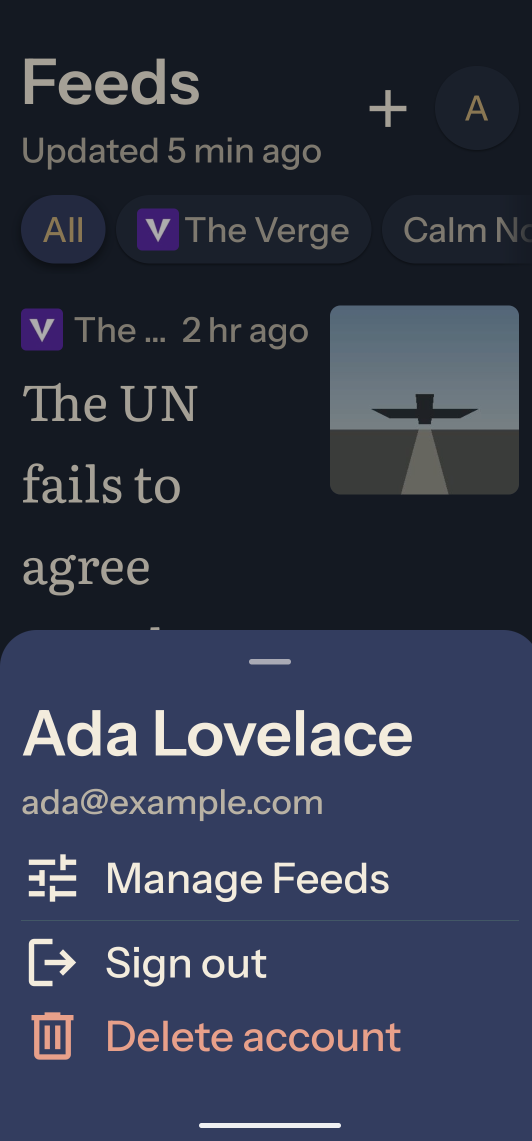 Feeds
Updated 5 min ago
A
All
The Verge
Calm No
The ... 2 hr ago
The UN
fails to
agree
Ada Lovelace
ada@example.com
Manage Feeds
Sign out
Delete account